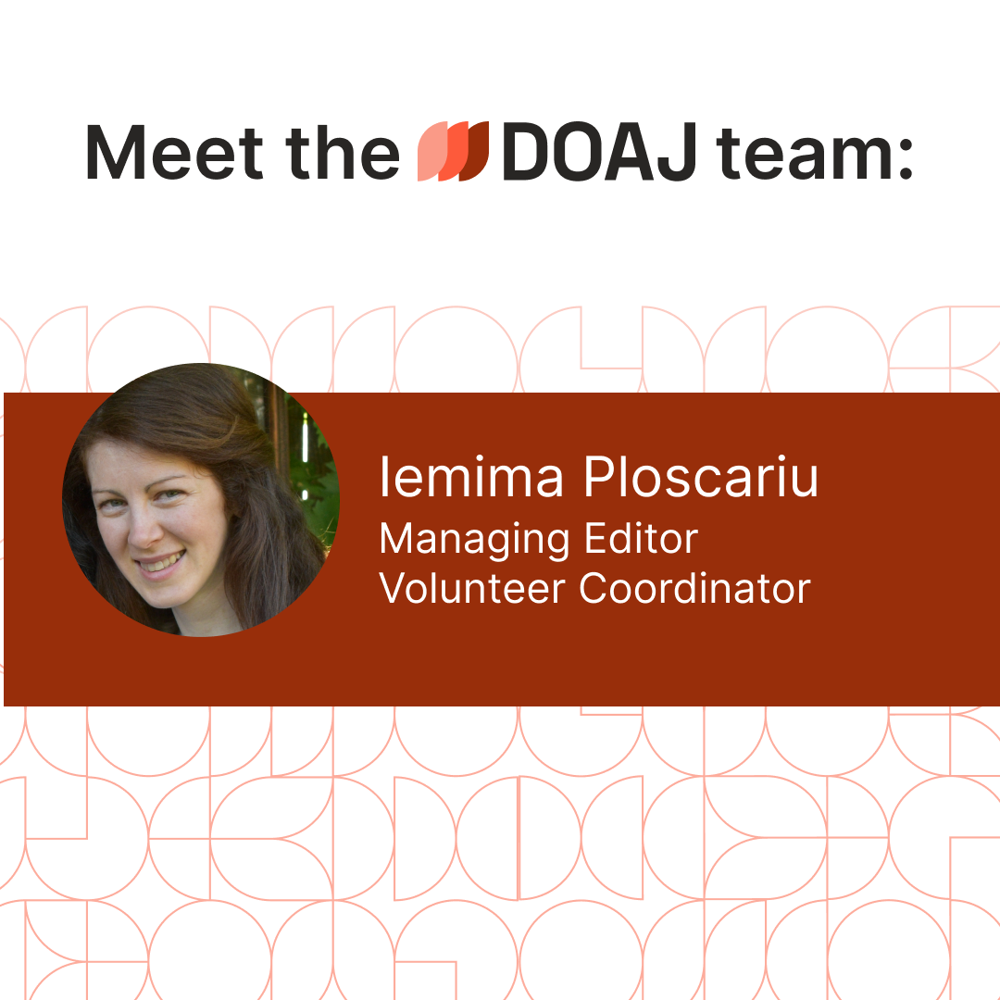 Meet the DOAJ team:
Iemima Ploscariu
Managing Editor
Volunteer Coordinator